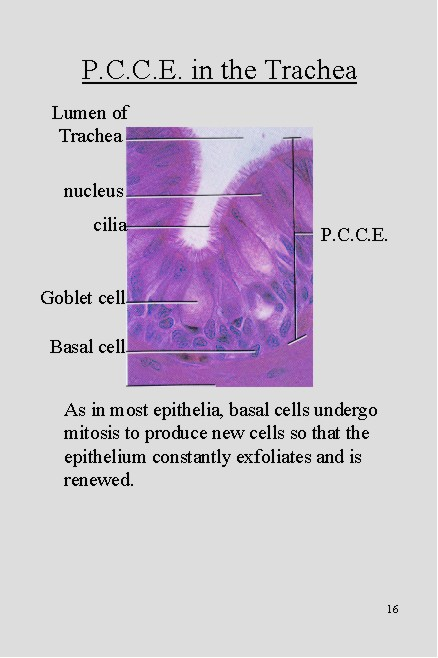 P.C.C.E. in the Trachea
Lumen of
Trachea
nucleus
cilia
P.C.C.E.
Goblet cell
Basal cell
As in most epithelia, basal cells undergo
mitosis to produce new cells so that the
epithelium constantly exfoliates and is
renewed.
16